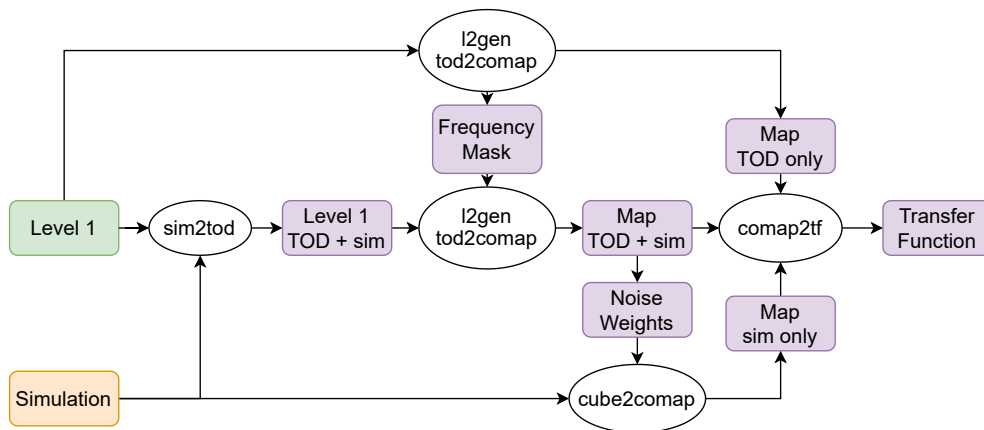 l2gen
tod2comap
Frequency
Mask
Map
TOD only
Level 1
sim2tod
Level 1
TOD + sim
l2gen
tod2comap
Map
TOD + sim
comap2tf
Transfer
Function
Noise
Weights
Map
sim only
Simulation
cube2comap